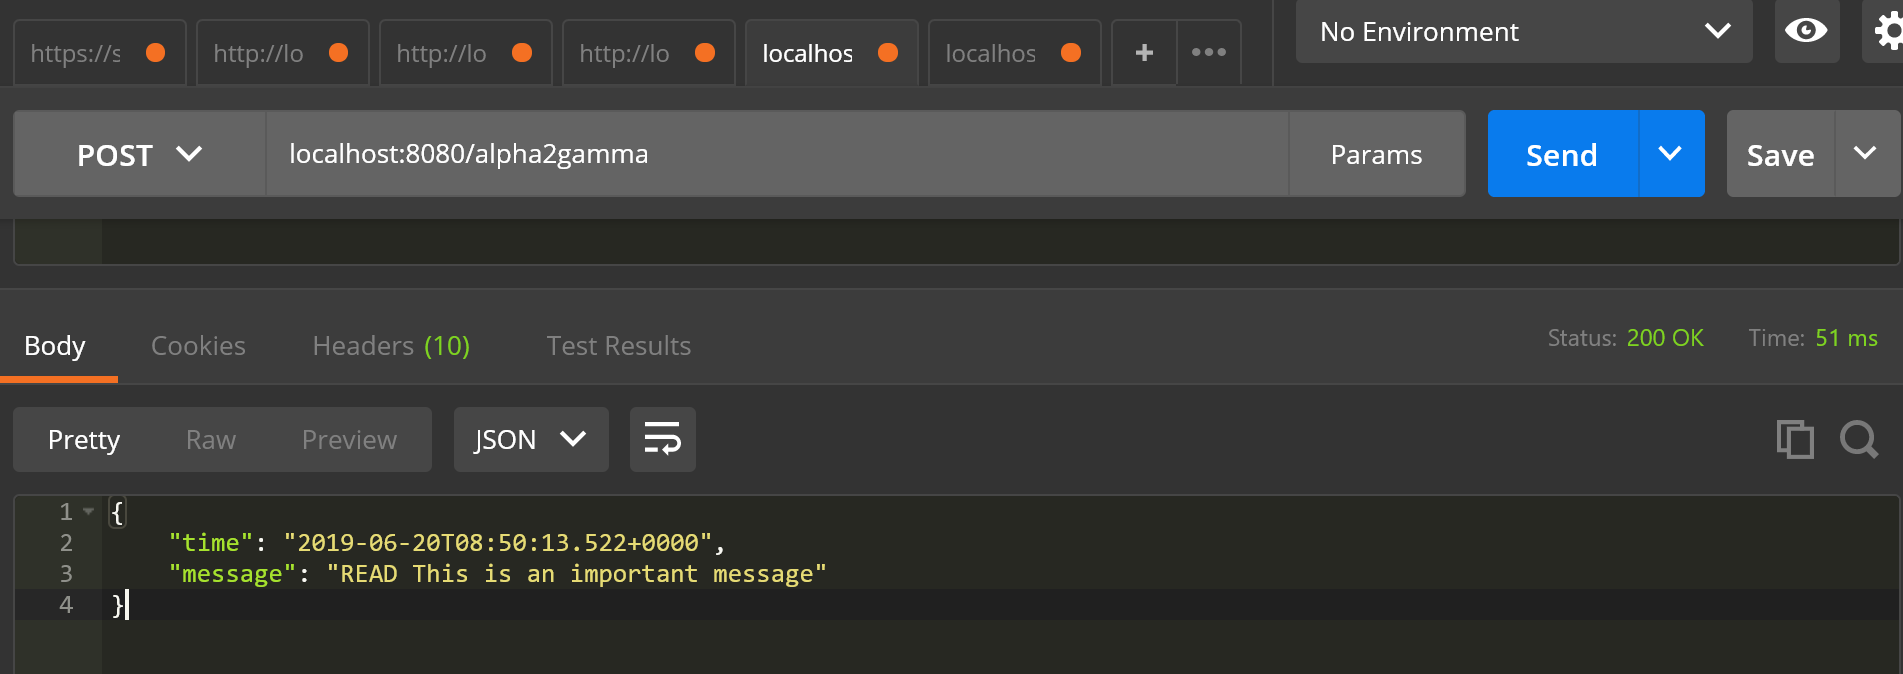 https://s http://lo http://lo http://lo localhos localhos + ••• No Environment
POST localhost:8080/alpha2gamma Params Send Save
Body Cookies Headers (10) Test Results Status: 200 OK Time: 51 ms
Pretty Raw Preview JSON
1 {
2 "time": "2019-06-20T08:50:13.522+0000",
3 "message": "READ This is an important message"
4 }